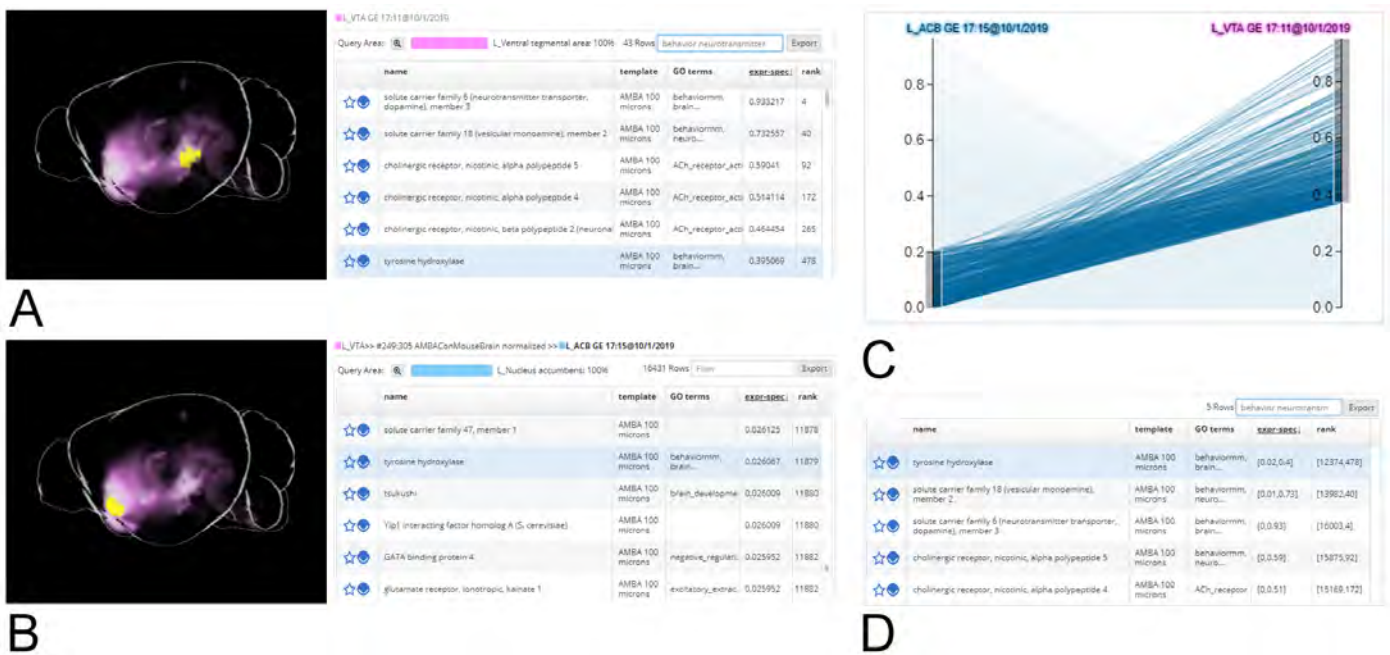 L_VTA GE 17:11@10/1/2039
Query Area: L_Ventral tegmental area: 100% 43 Rows behavior neurotransmitter Export
name template GO terms expr-spec↓ rank
solute carrier family 6 (neurotransmitter transporter, dopamine), member 3 AMBA 100 microns behaviormm, brain... 0.933217 4
solute carrier family 18 (vesicular monoamine), member 2 AMBA 100 microns behaviormm, neuro... 0.732557 40
cholinergic receptor, nicotinic, alpha polypeptide 5 AMBA 100 microns ACh_receptor_acti 0.59041 92
cholinergic receptor, nicotinic, alpha polypeptide 4 AMBA 100 microns ACh_receptor_acti 0.514114 172
cholinergic receptor, nicotinic, beta polypeptide 2 (neurona AMBA 100 microns ACh_receptor_acti 0.464454 265
tyrosine hydroxylase AMBA 100 microns behaviormm, brain... 0.395069 478
A
L_VTA>> #249:305 AMBAConMouseBrain normalized >> L_ACB GE 17:15@10/1/2019
Query Area: L_Nucleus accumbens: 100% 16431 Rows Filter Export
name template GO terms expr-spec↓ rank
solute carrier family 47, member 1 AMBA 100 microns 0.026125 11878
tyrosine hydroxylase AMBA 100 microns behaviormm, brain... 0.026087 11879
tsukushi AMBA 100 microns brain_developme 0.026009 11880
Yip1 interacting factor homolog A (S. cerevisiae) AMBA 100 microns 0.026009 11880
GATA binding protein 4 AMBA 100 microns negative_regulati 0.025952 11882
glutamate receptor, ionotropic, kainate 1 AMBA 100 microns excitatory_extrac 0.025952 11882
B
L_ACB GE 17:15@10/1/2019 L_VTA GE 17:11@10/1/2019
0.8 0.8
0.6 0.6
0.4 0.4
0.2 0.2
0.0 0.0
C
5 Rows behavior neurotransm Export
name template GO terms expr-spec↓ rank
tyrosine hydroxylase AMBA 100 microns behaviormm, brain... [0.02,0.4] [12374,478]
solute carrier family 18 (vesicular monoamine), member 2 AMBA 100 microns behaviormm, neuro... [0.01,0.73] [13982,40]
solute carrier family 6 (neurotransmitter transporter, dopamine), member 3 AMBA 100 microns behaviormm, brain... [0,0.93] [16003,4]
cholinergic receptor, nicotinic, alpha polypeptide 5 AMBA 100 microns behaviormm, neuro... [0,0.59] [15875,92]
cholinergic receptor, nicotinic, alpha polypeptide 4 AMBA 100 microns ACh_receptor [0,0.51] [15169,172]
D